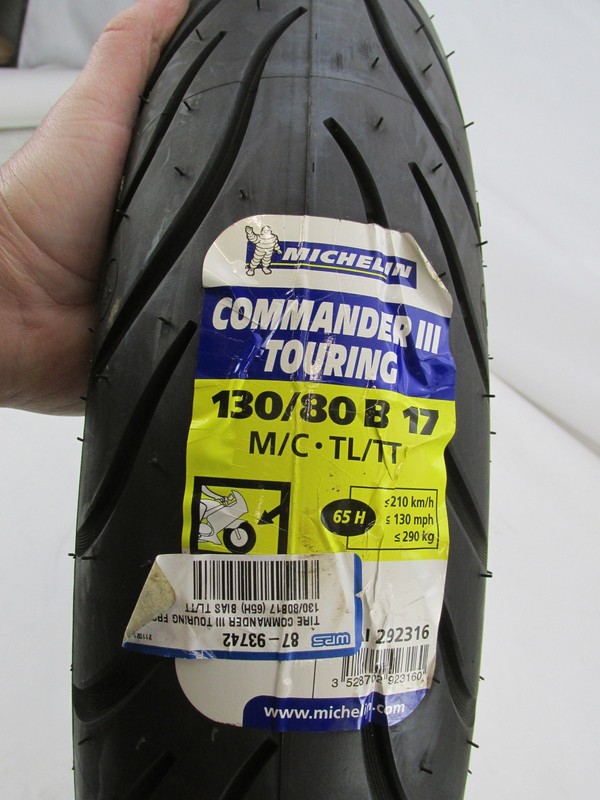 MICHELIN
COMMANDER III
TOURING
130/80 B 17
M/C · TL/TT
65 H
≤210 km/h
≤ 130 mph
≤ 290 kg
87-93742 WPS
TIRE COMMANDER III TOURING
130/80B17 (65H) BIAS TL/TT
292316
3 528702 923160
www.michelin.com